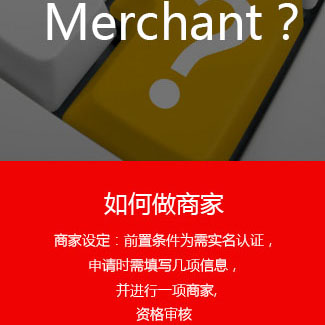 Merchant ?
如何做商家
商家设定：前置条件为需实名认证，
申请时需填写几项信息，
并进行一项商家,
资格审核